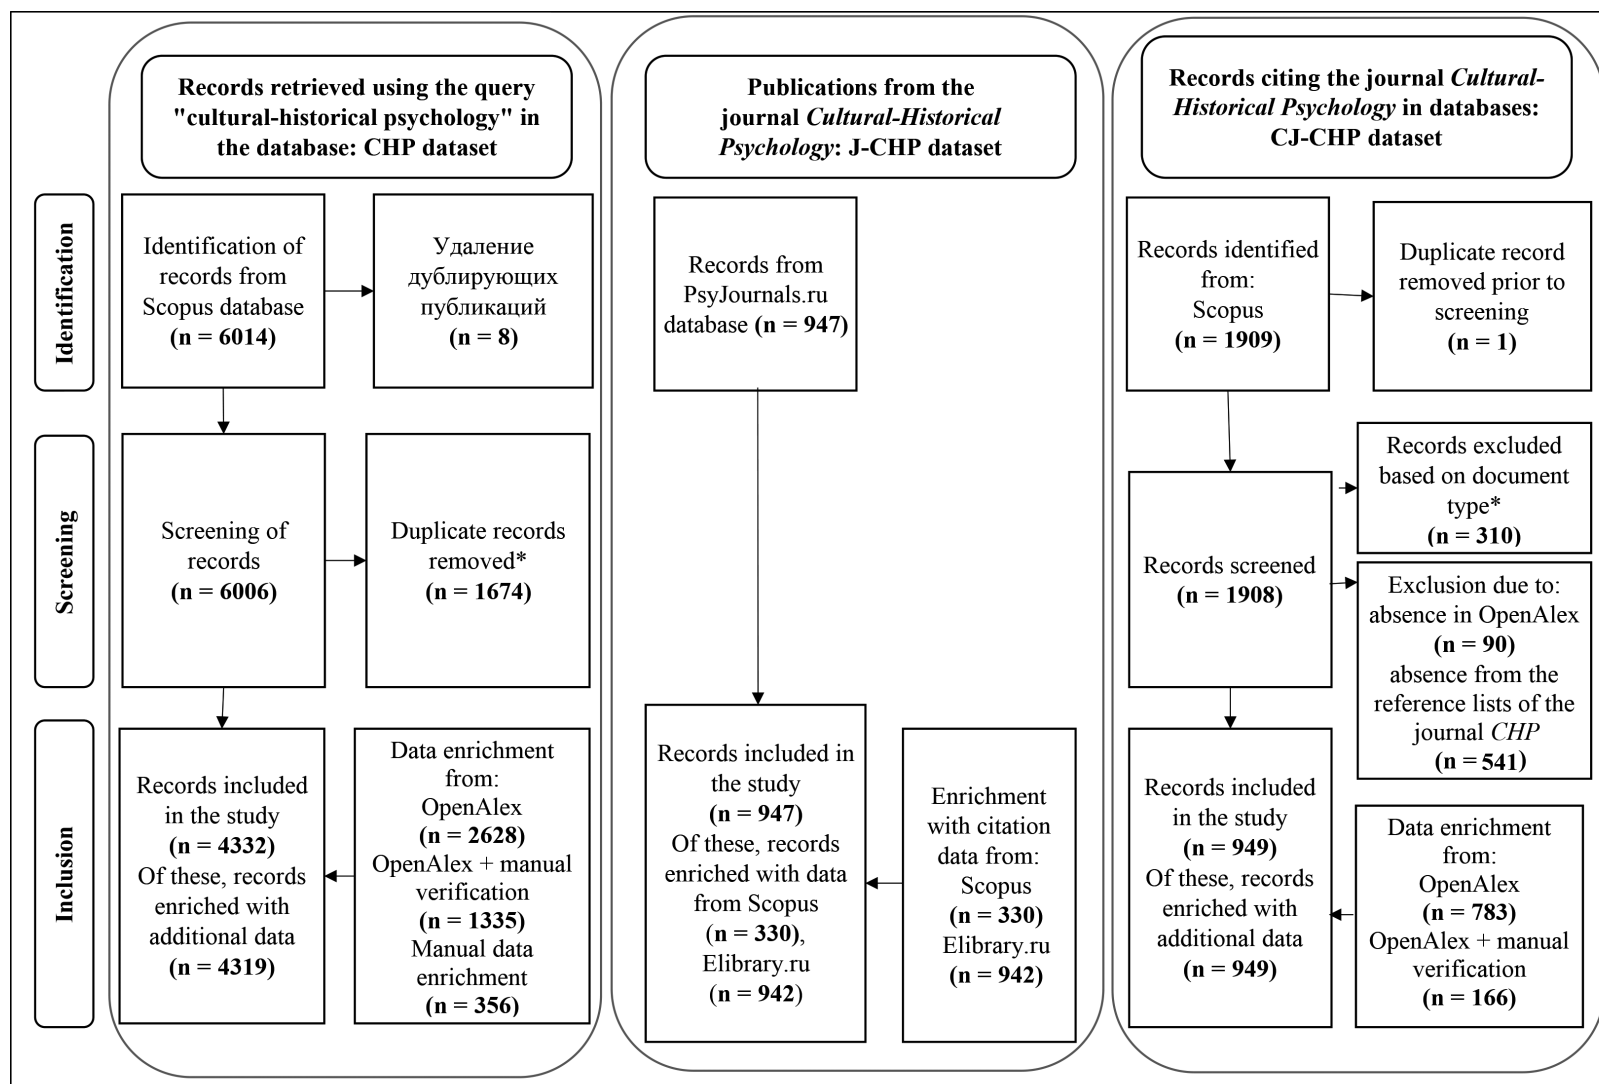 Records retrieved using the query
"cultural-historical psychology" in
the database: CHP dataset
Publications from the
journal Cultural-Historical
Psychology: J-CHP dataset
Records citing the journal Cultural-
Historical Psychology in databases:
CJ-CHP dataset
Identification
Identification of
records from
Scopus database
(n = 6014)
Удаление
дублирующих
публикаций
(n = 8)
Records from
PsyJournals.ru
database (n = 947)
Records identified
from:
Scopus
(n = 1909)
Duplicate record
removed prior to
screening
(n = 1)
Screening
Screening of
records
(n = 6006)
Duplicate records
removed*
(n = 1674)
Records screened
(n = 1908)
Records excluded
based on document
type*
(n = 310)
Exclusion due to:
absence in OpenAlex
(n = 90)
absence from the
reference lists of the
journal CHP
(n = 541)
Inclusion
Records included
in the study
(n = 4332)
Of these, records
enriched with
additional data
(n = 4319)
Data enrichment
from:
OpenAlex
(n = 2628)
OpenAlex + manual
verification
(n = 1335)
Manual data
enrichment
(n = 356)
Records included in
the study
(n = 947)
Of these, records
enriched with data
from Scopus
(n = 330),
Elibrary.ru
(n = 942)
Enrichment
with citation
data from:
Scopus
(n = 330)
Elibrary.ru
(n = 942)
Records included
in the study
(n = 949)
Of these, records
enriched with
additional data
(n = 949)
Data enrichment
from:
OpenAlex
(n = 783)
OpenAlex + manual
verification
(n = 166)